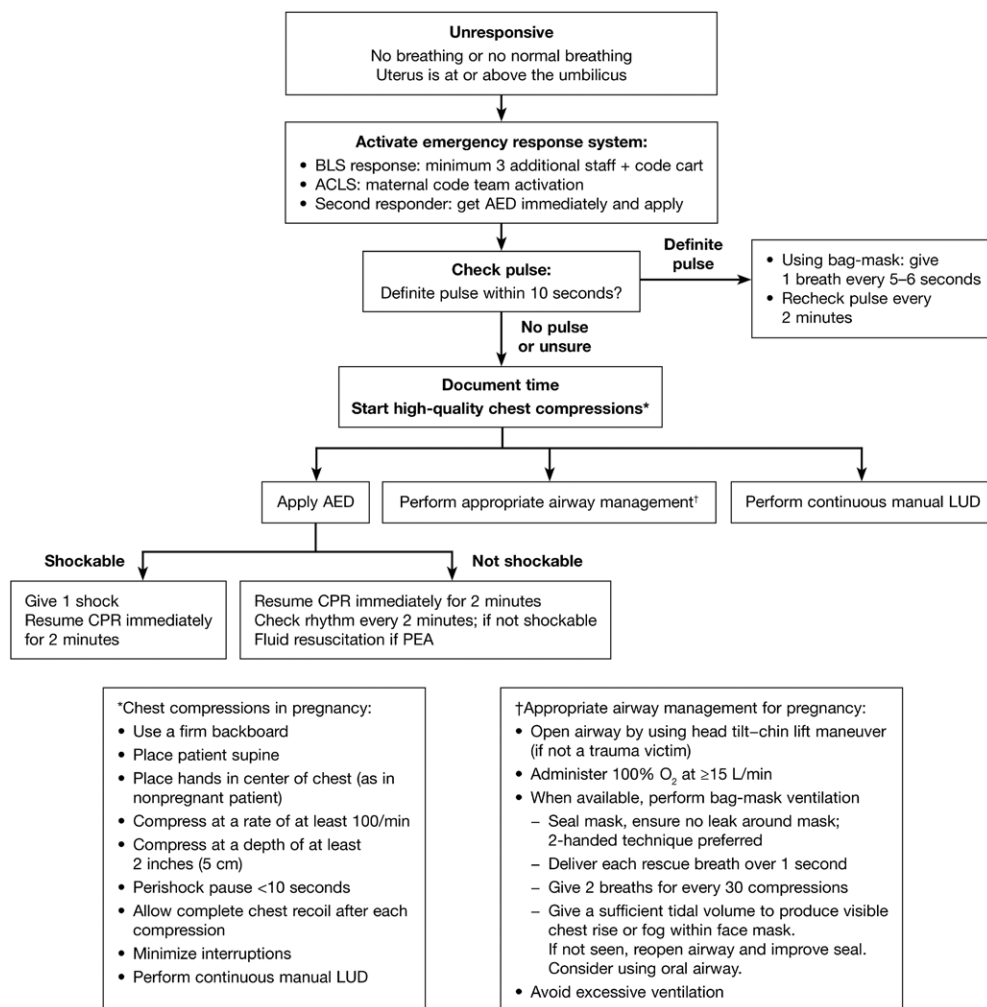 Unresponsive
No breathing or no normal breathing
Uterus is at or above the umbilicus
Activate emergency response system:
• BLS response: minimum 3 additional staff + code cart
• ACLS: maternal code team activation
• Second responder: get AED immediately and apply
Check pulse:
Definite pulse within 10 seconds?
Definite
pulse
• Using bag-mask: give
1 breath every 5–6 seconds
• Recheck pulse every
2 minutes
No pulse
or unsure
Document time
Start high-quality chest compressions*
Apply AED
Perform appropriate airway management†
Perform continuous manual LUD
Shockable
Not shockable
Give 1 shock
Resume CPR immediately
for 2 minutes
Resume CPR immediately for 2 minutes
Check rhythm every 2 minutes; if not shockable
Fluid resuscitation if PEA
*Chest compressions in pregnancy:
• Use a firm backboard
• Place patient supine
• Place hands in center of chest (as in
nonpregnant patient)
• Compress at a rate of at least 100/min
• Compress at a depth of at least
2 inches (5 cm)
• Perishock pause <10 seconds
• Allow complete chest recoil after each
compression
• Minimize interruptions
• Perform continuous manual LUD
†Appropriate airway management for pregnancy:
• Open airway by using head tilt–chin lift maneuver
(if not a trauma victim)
• Administer 100% O₂ at ≥15 L/min
• When available, perform bag-mask ventilation
– Seal mask, ensure no leak around mask;
2-handed technique preferred
– Deliver each rescue breath over 1 second
– Give 2 breaths for every 30 compressions
– Give a sufficient tidal volume to produce visible
chest rise or fog within face mask.
If not seen, reopen airway and improve seal.
Consider using oral airway.
• Avoid excessive ventilation